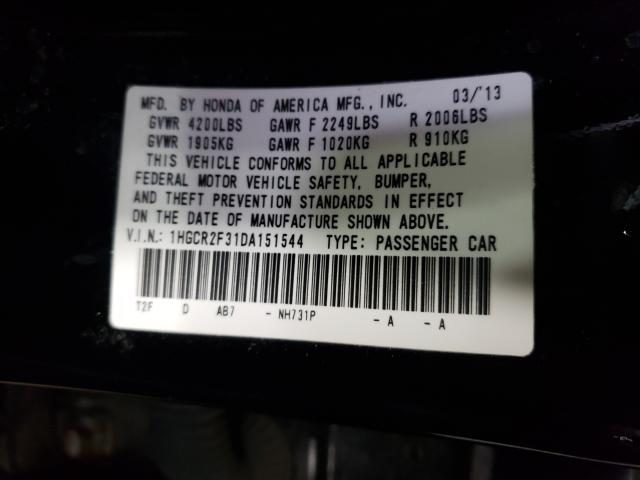 MFD. BY HONDA OF AMERICA MFG., INC. 03/'13
GVWR 4200LBS GAWR F 2249LBS R 2006LBS
GVWR 1905KG GAWR F 1020KG R 910KG
THIS VEHICLE CONFORMS TO ALL APPLICABLE
FEDERAL MOTOR VEHICLE SAFETY, BUMPER,
AND THEFT PREVENTION STANDARDS IN EFFECT
ON THE DATE OF MANUFACTURE SHOWN ABOVE.
V.I.N.: 1HGCR2F31DA151544 TYPE: PASSENGER CAR
T2F D AB7 - NH731P - A - A